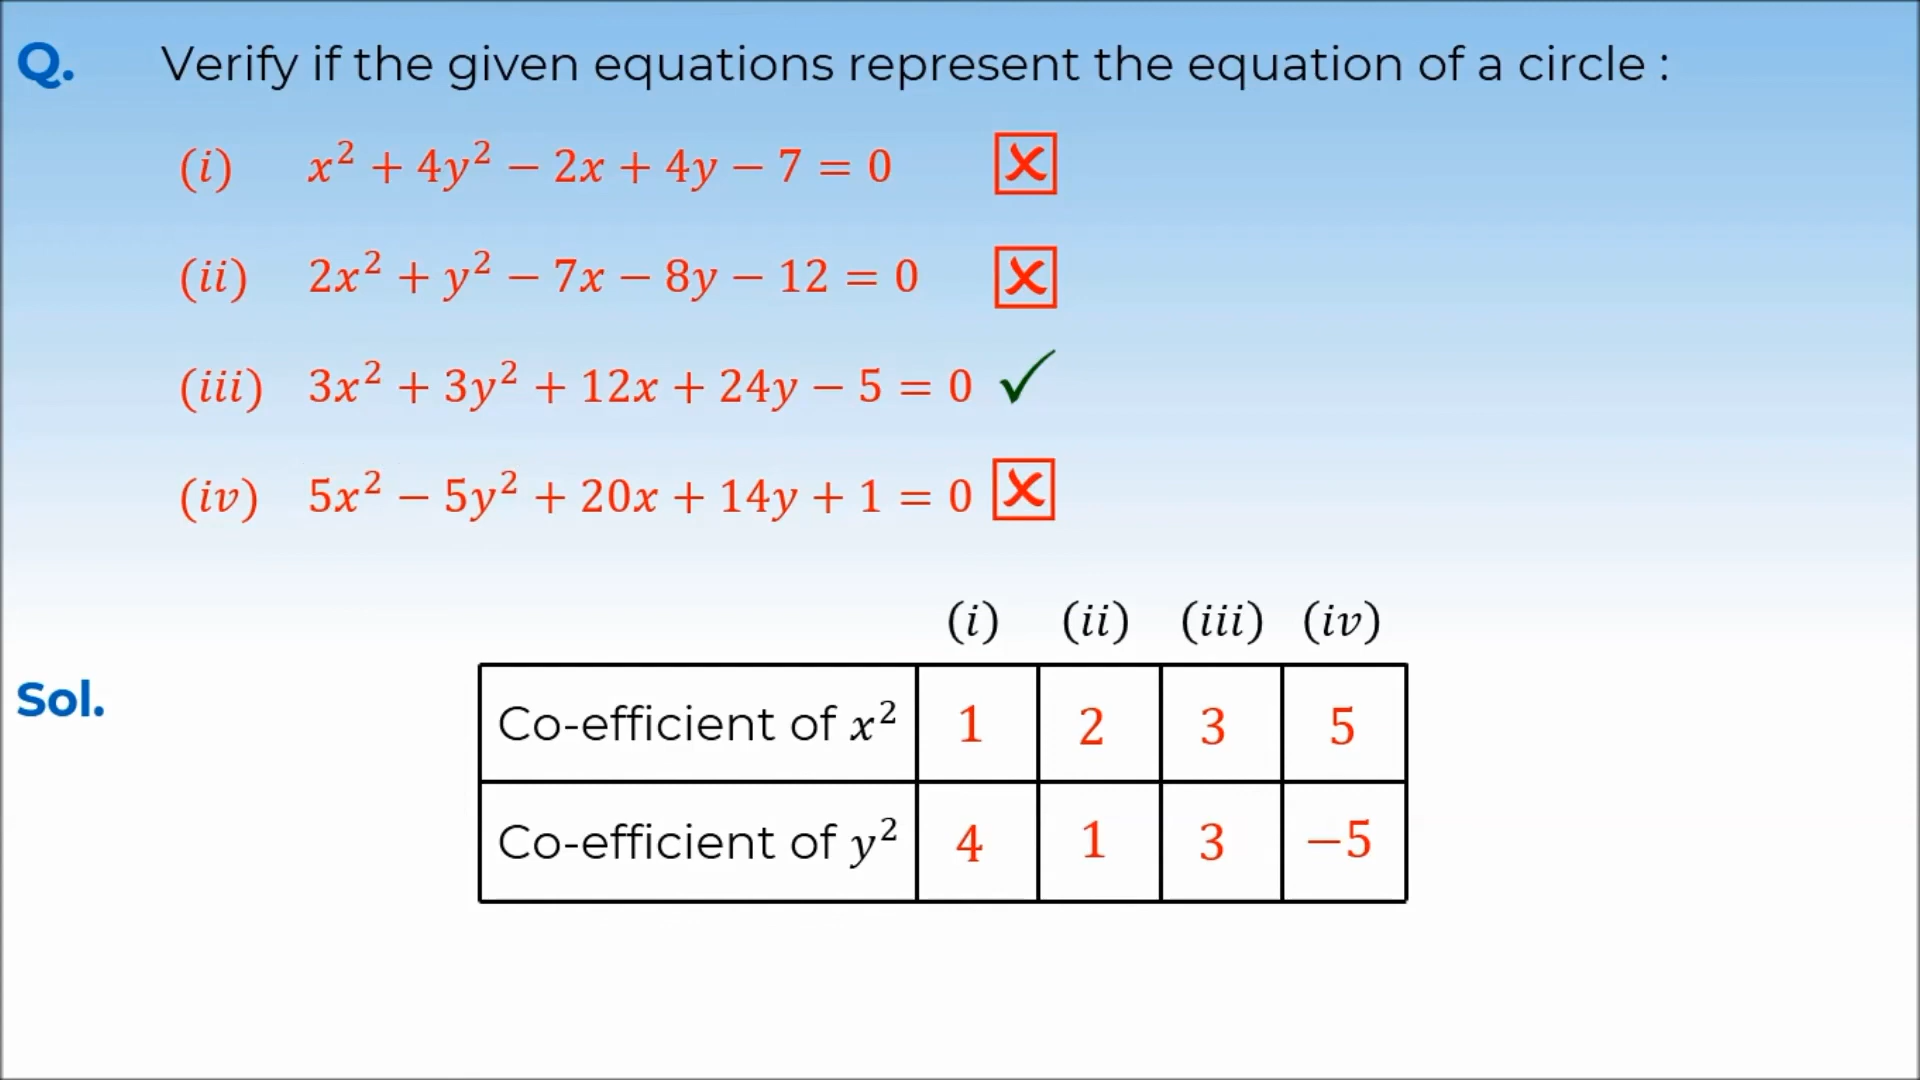 Q. Verify if the given equations represent the equation of a circle :
(i) x² + 4y² − 2x + 4y − 7 = 0
(ii) 2x² + y² − 7x − 8y − 12 = 0
(iii) 3x² + 3y² + 12x + 24y − 5 = 0 ✓
(iv) 5x² − 5y² + 20x + 14y + 1 = 0
(i) (ii) (iii) (iv)
Sol.
Co-efficient of x² 1 2 3 5
Co-efficient of y² 4 1 3 −5